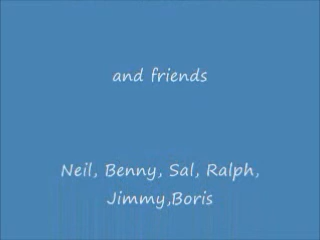 and friends
Neil, Benny, Sal, Ralph,
Jimmy,Boris